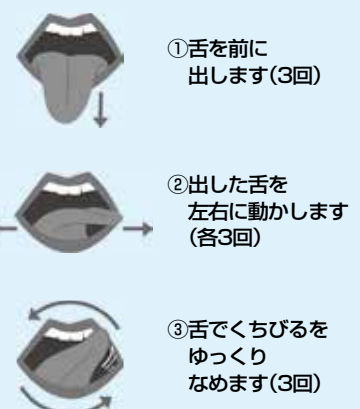 ①舌を前に
出します(3回)
②出した舌を
左右に動かします
(各3回)
③舌でくちびるを
ゆっくり
なめます(3回)